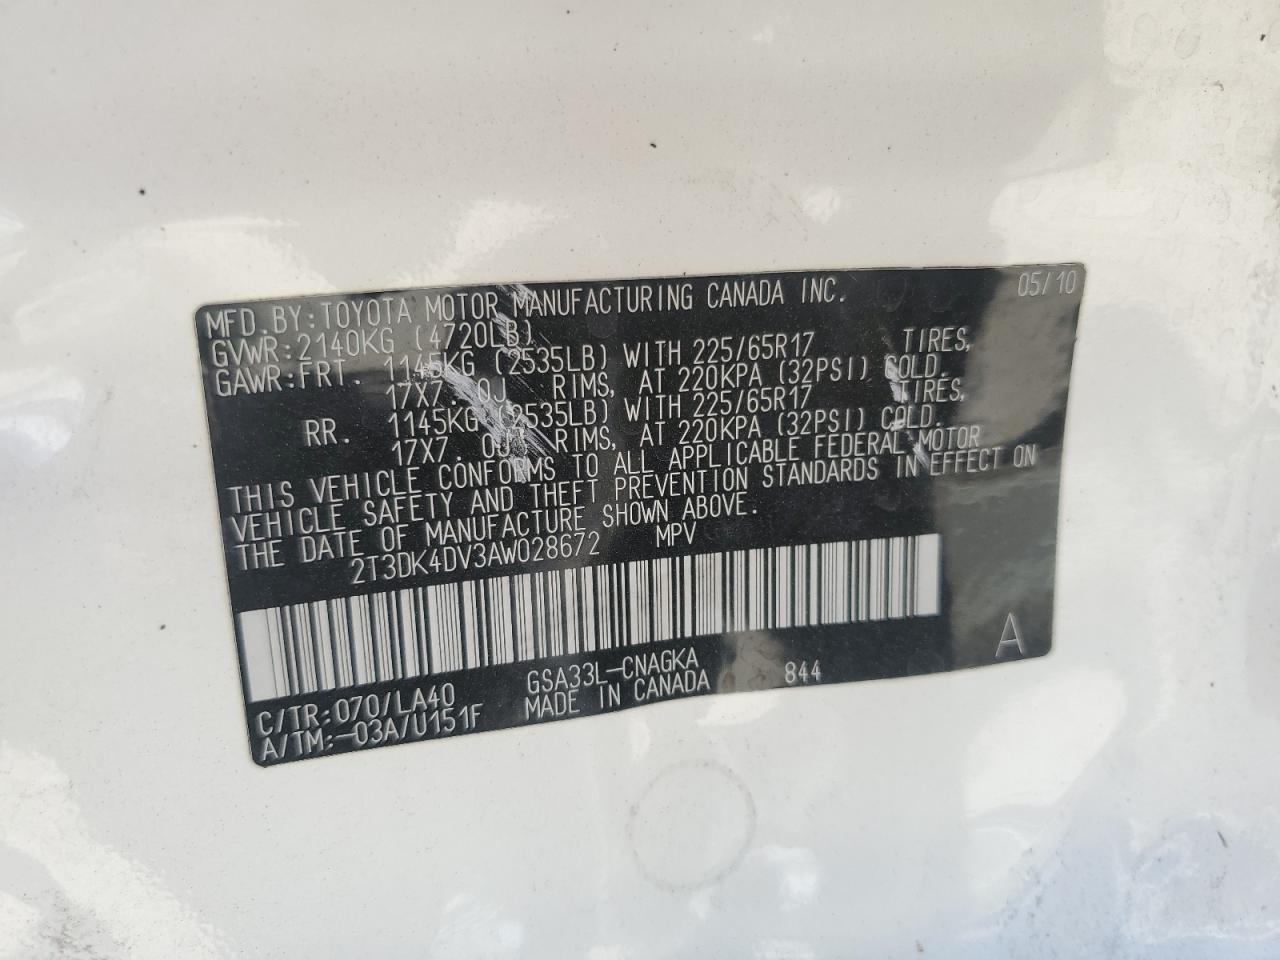 MFD.BY:TOYOTA MOTOR MANUFACTURING CANADA INC. 05/10
GVWR:2140KG (4720LB)
GAWR:FRT. 1145KG (2535LB) WITH 225/65R17 TIRES,
17X7.0J RIMS, AT 220KPA (32PSI) COLD.
RR. 1145KG (2535LB) WITH 225/65R17 TIRES,
17X7.0J RIMS, AT 220KPA (32PSI) COLD.
THIS VEHICLE CONFORMS TO ALL APPLICABLE FEDERAL MOTOR
VEHICLE SAFETY AND THEFT PREVENTION STANDARDS IN EFFECT ON
THE DATE OF MANUFACTURE SHOWN ABOVE.
2T3DK4DV3AW028672 MPV
A
C/TR:070/LA40 GSA33L-CNAGKA 844
A/TM:-03A/U151F MADE IN CANADA